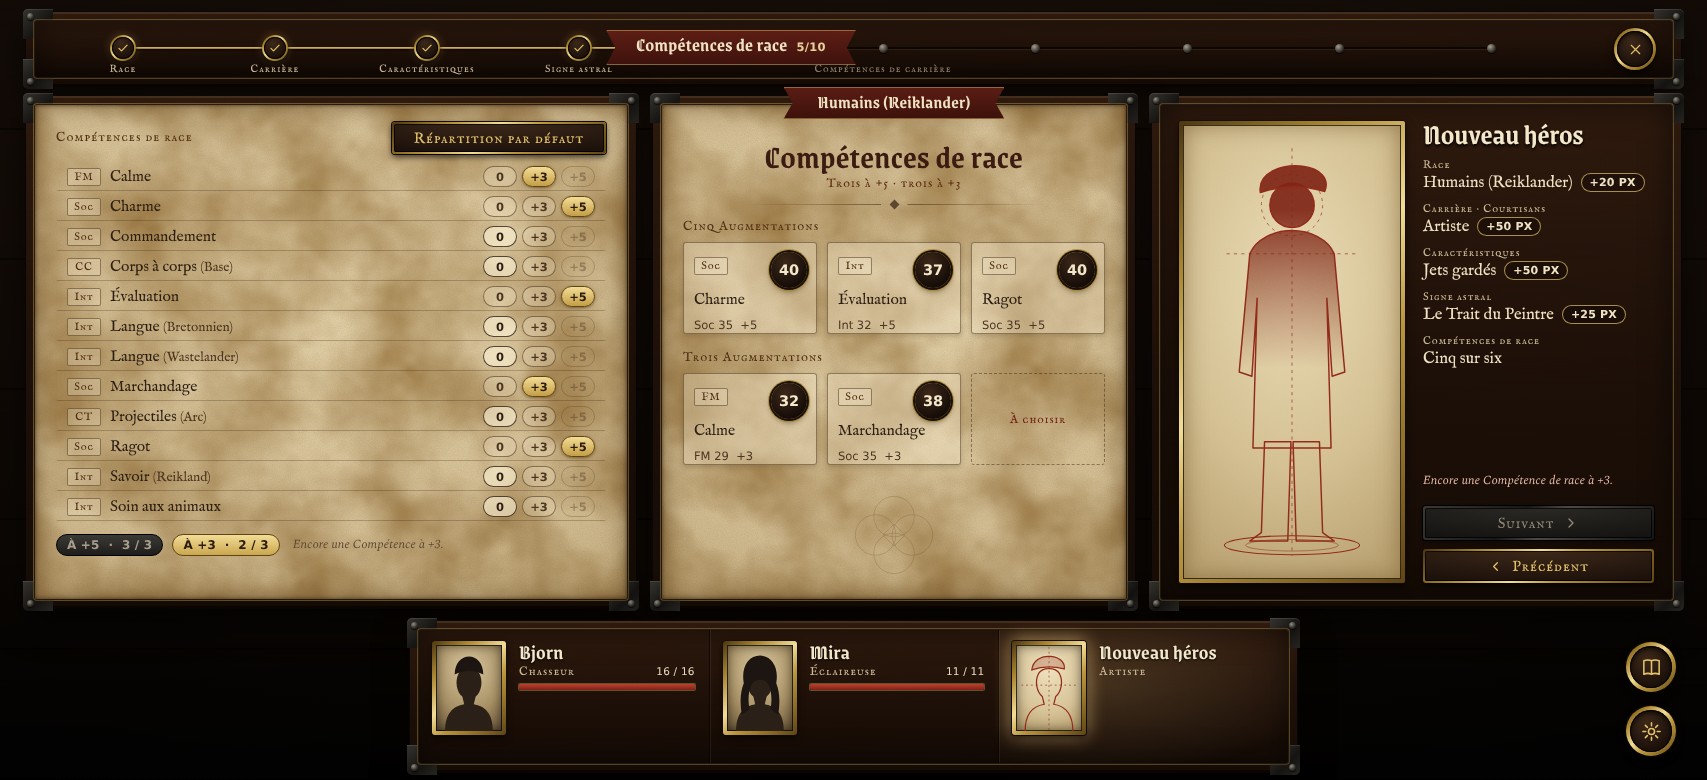 Compétences de race 5/10
Race
Carrière
Caractéristiques
Signe astral
Compétences de carrière
Compétences de race
Répartition par défaut
FM Calme 0 +3 +5
Soc Charme 0 +3 +5
Soc Commandement 0 +3 +5
CC Corps à corps (Base) 0 +3 +5
Int Évaluation 0 +3 +5
Int Langue (Bretonnien) 0 +3 +5
Int Langue (Wastelander) 0 +3 +5
Soc Marchandage 0 +3 +5
CT Projectiles (Arc) 0 +3 +5
Soc Ragot 0 +3 +5
Int Savoir (Reikland) 0 +3 +5
Int Soin aux animaux 0 +3 +5
À +5 · 3 / 3 À +3 · 2 / 3 Encore une Compétence à +3.
Humains (Reiklander)
Compétences de race
Trois à +5 · trois à +3
Cinq Augmentations
Soc 40
Charme
Soc 35 +5
Int 37
Évaluation
Int 32 +5
Soc 40
Ragot
Soc 35 +5
Trois Augmentations
FM 32
Calme
FM 29 +3
Soc 38
Marchandage
Soc 35 +3
À choisir
Nouveau héros
Race
Humains (Reiklander) +20 PX
Carrière · Courtisans
Artiste +50 PX
Caractéristiques
Jets gardés +50 PX
Signe astral
Le Trait du Peintre +25 PX
Compétences de race
Cinq sur six
Encore une Compétence de race à +3.
Suivant
Précédent
Bjorn
Chasseur 16 / 16
Mira
Éclaireuse 11 / 11
Nouveau héros
Artiste